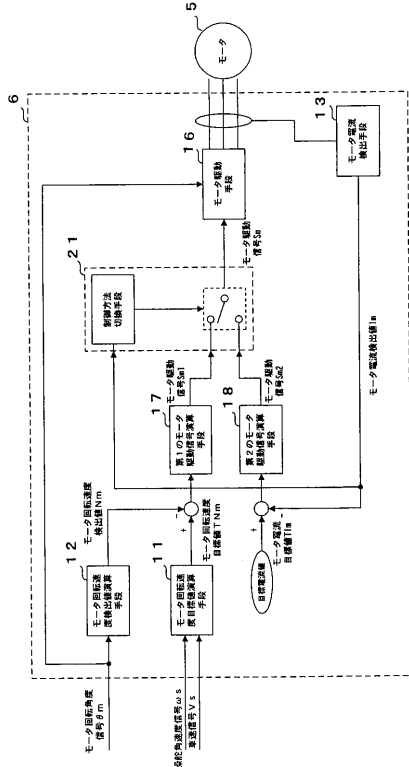 6
モータ回転角度
信号θm
12
モータ回転速
度検出値演算
手段
モータ回転速度
検出値Nm
操舵角速度信号ωs
車速信号Vs
11
モータ回転速
度目標値演算
手段
モータ回転速度
目標値TNm
+
-
目標電流値
モータ電流
目標値TIm
+
-
17
第1のモータ
駆動信号演算
手段
モータ駆動
信号Sm1
18
第2のモータ
駆動信号演算
手段
モータ駆動
信号Sm2
21
制御方法
切換手段
モータ駆動
信号Sm
16
モータ駆動
手段
5
モータ
13
モータ電流
検出手段
モータ電流検出値Im